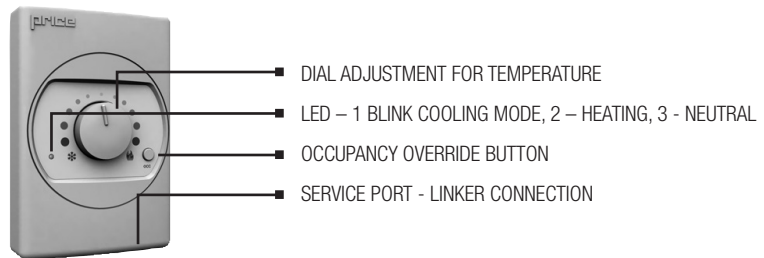 price
DIAL ADJUSTMENT FOR TEMPERATURE
LED – 1 BLINK COOLING MODE, 2 – HEATING, 3 - NEUTRAL
OCCUPANCY OVERRIDE BUTTON
SERVICE PORT - LINKER CONNECTION